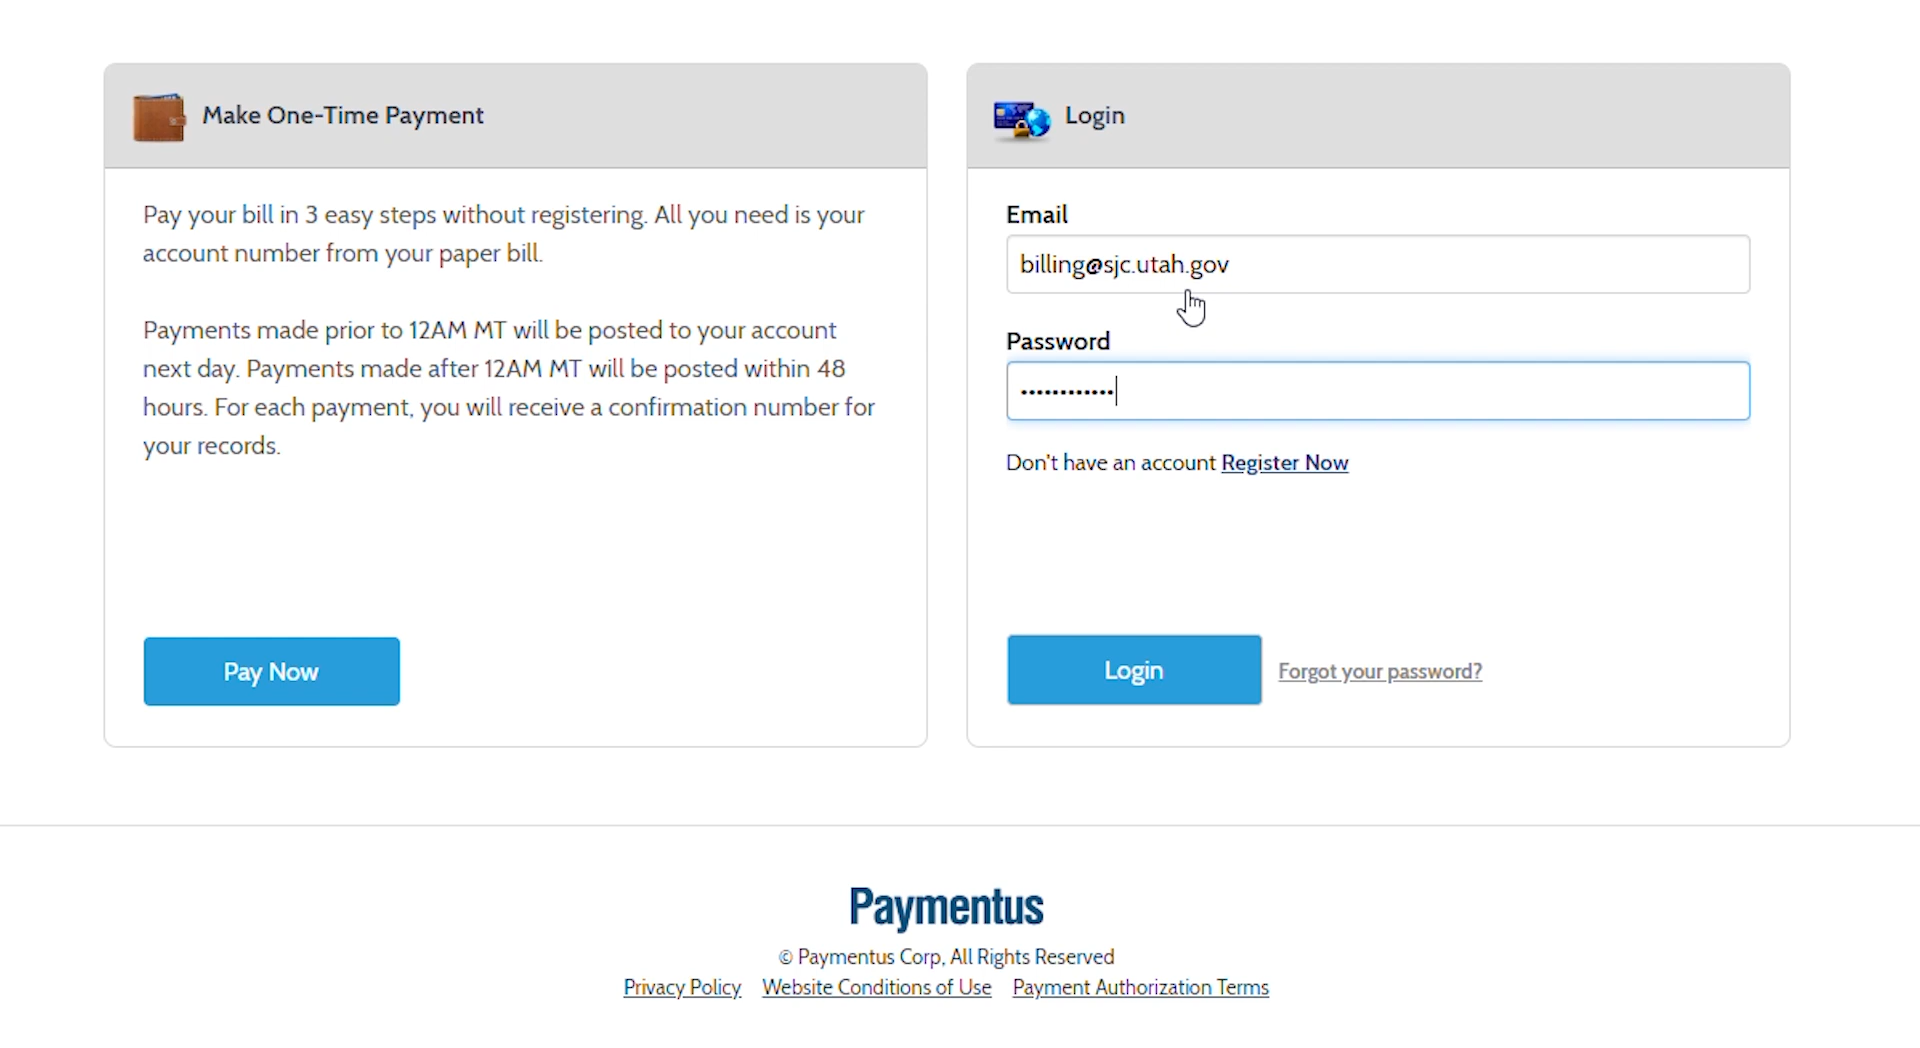 Make One-Time Payment
Pay your bill in 3 easy steps without registering. All you need is your
account number from your paper bill.
Payments made prior to 12AM MT will be posted to your account
next day. Payments made after 12AM MT will be posted within 48
hours. For each payment, you will receive a confirmation number for
your records.
Pay Now
Login
Email
billing@sjc.utah.gov
Password
••••••••••••
Don't have an account Register Now
Login
Forgot your password?
Paymentus
© Paymentus Corp, All Rights Reserved
Privacy Policy Website Conditions of Use Payment Authorization Terms